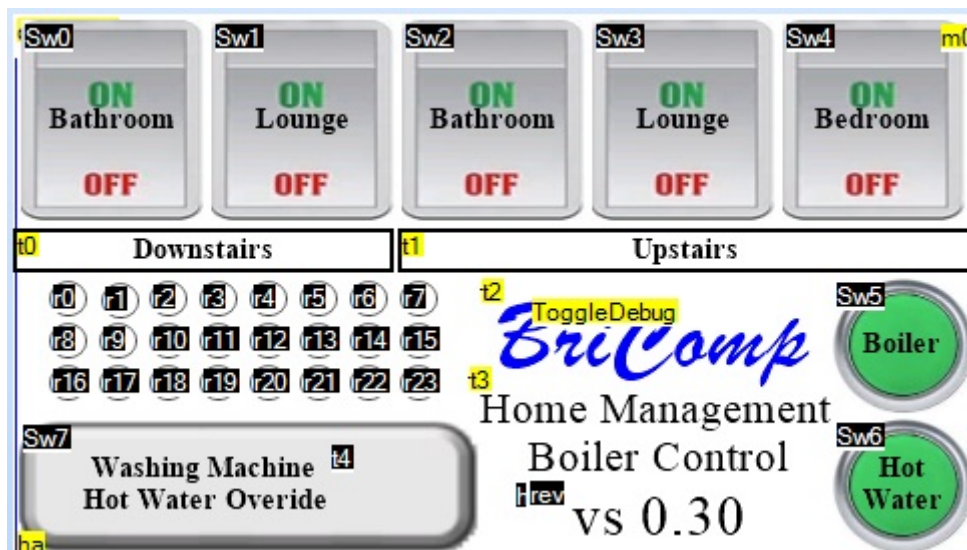 Sw0 Sw1 Sw2 Sw3 Sw4 m0
ON ON ON ON ON
Bathroom Lounge Bathroom Lounge Bedroom
OFF OFF OFF OFF OFF
t0 Downstairs t1 Upstairs
r0 r1 r2 r3 r4 r5 r6 r7
r8 r9 r10 r11 r12 r13 r14 r15
r16 r17 r18 r19 r20 r21 r22 r23
t2
ToggleDebug
BriComp
t3
Home Management
Boiler Control
rev
vs 0.30
Sw5
Boiler
Sw6
Hot
Water
Sw7
Washing Machine t4
Hot Water Overide
ha